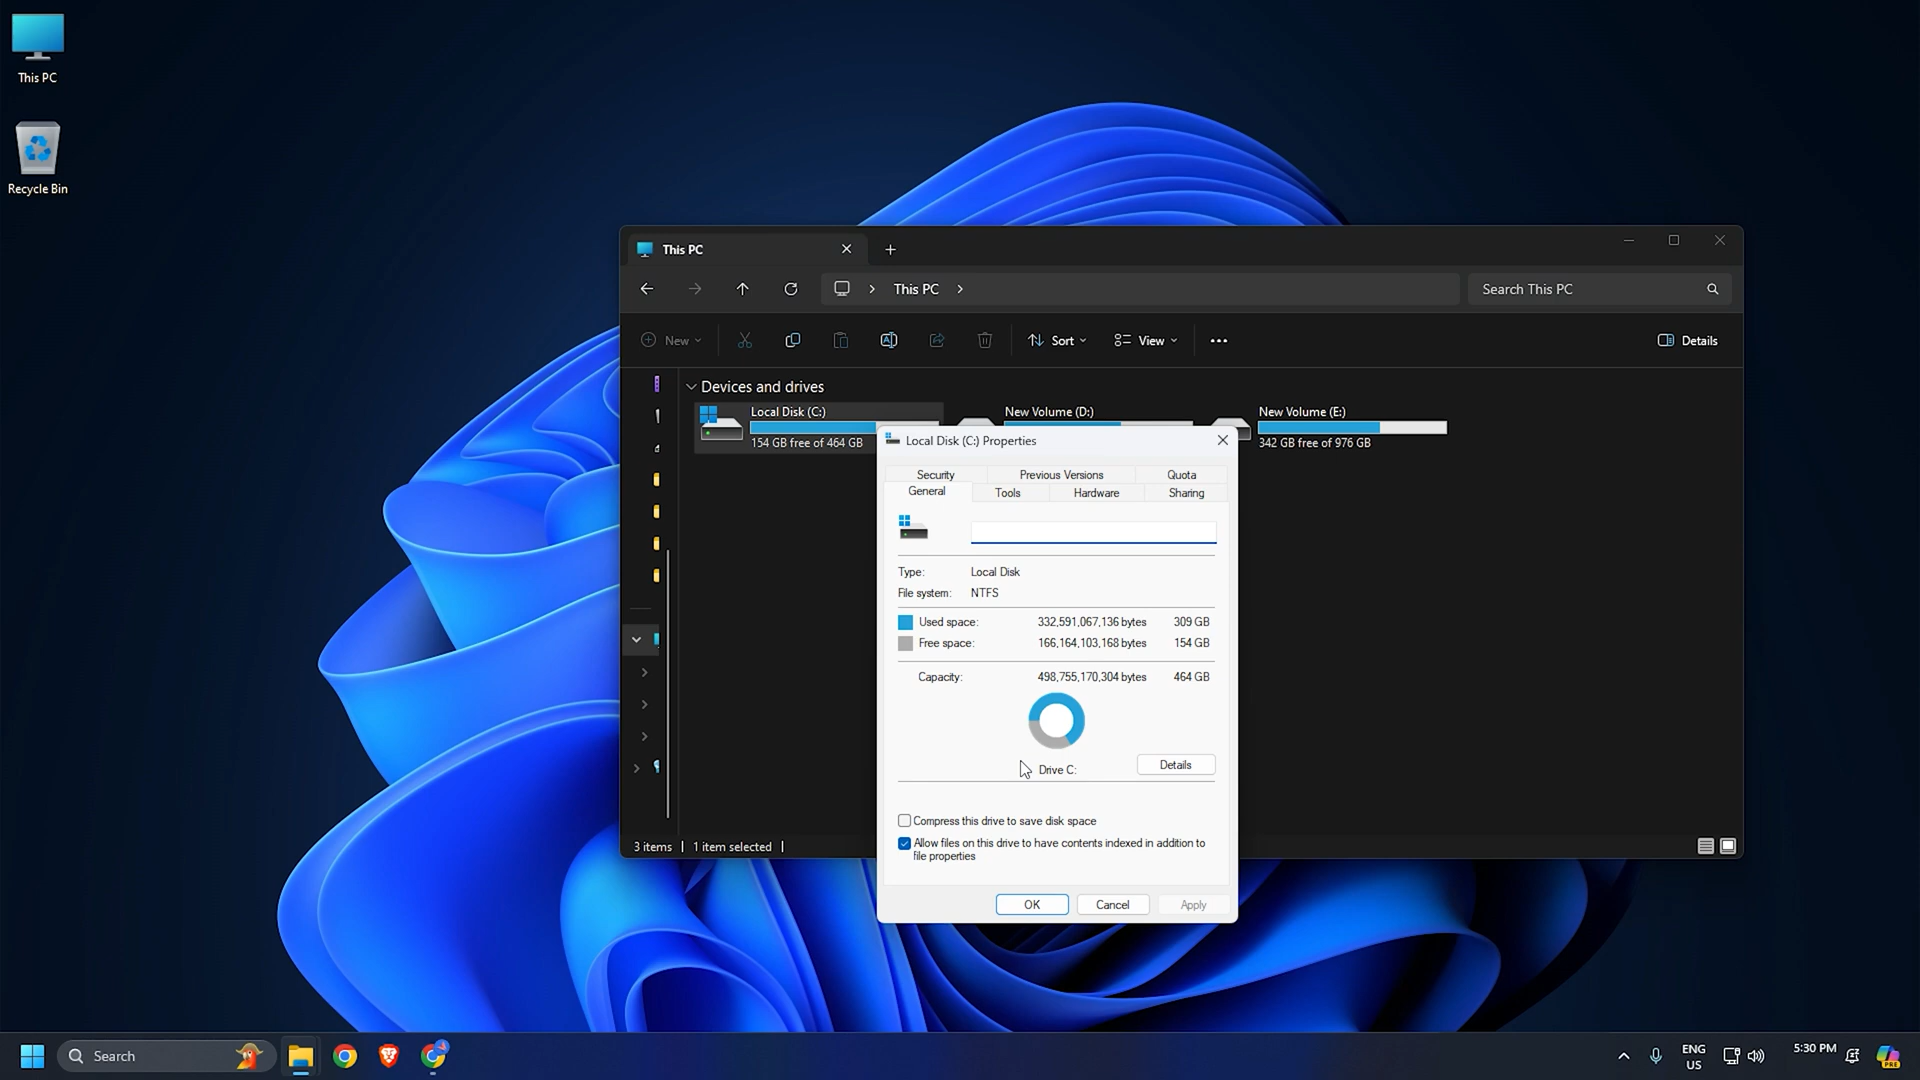 This PC
Recycle Bin
This PC
This PC
Search This PC
New
Sort
View
Details
Devices and drives
Local Disk (C:)
154 GB free of 464 GB
New Volume (D:)
New Volume (E:)
342 GB free of 976 GB
Local Disk (C:) Properties
Security Previous Versions Quota
General Tools Hardware Sharing
Type: Local Disk
File system: NTFS
Used space: 332,591,067,136 bytes 309 GB
Free space: 166,164,103,168 bytes 154 GB
Capacity: 498,755,170,304 bytes 464 GB
Drive C:
Details
Compress this drive to save disk space
Allow files on this drive to have contents indexed in addition to
file properties
OK Cancel Apply
3 items 1 item selected
Search
ENG
US
5:30 PM
PRE